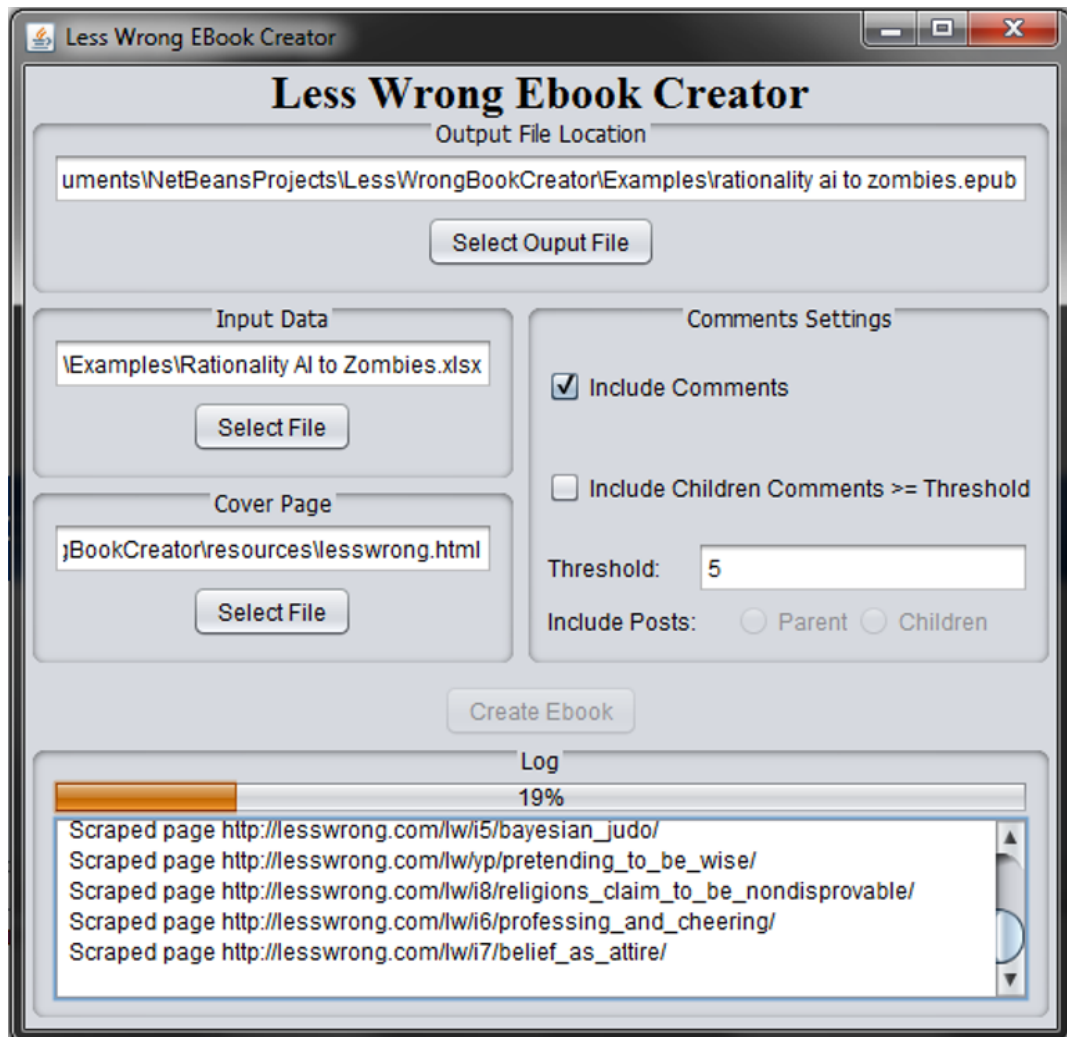 Less Wrong EBook Creator
Less Wrong Ebook Creator
Output File Location
uments\NetBeansProjects\LessWrongBookCreator\Examples\rationality ai to zombies.epub
Select Ouput File
Input Data
\Examples\Rationality AI to Zombies.xlsx
Select File
Cover Page
gBookCreator\resources\lesswrong.html
Select File
Comments Settings
Include Comments
Include Children Comments >= Threshold
Threshold: 5
Include Posts: Parent Children
Create Ebook
Log
19%
Scraped page http://lesswrong.com/lw/i5/bayesian_judo/
Scraped page http://lesswrong.com/lw/yp/pretending_to_be_wise/
Scraped page http://lesswrong.com/lw/i8/religions_claim_to_be_nondisprovable/
Scraped page http://lesswrong.com/lw/i6/professing_and_cheering/
Scraped page http://lesswrong.com/lw/i7/belief_as_attire/